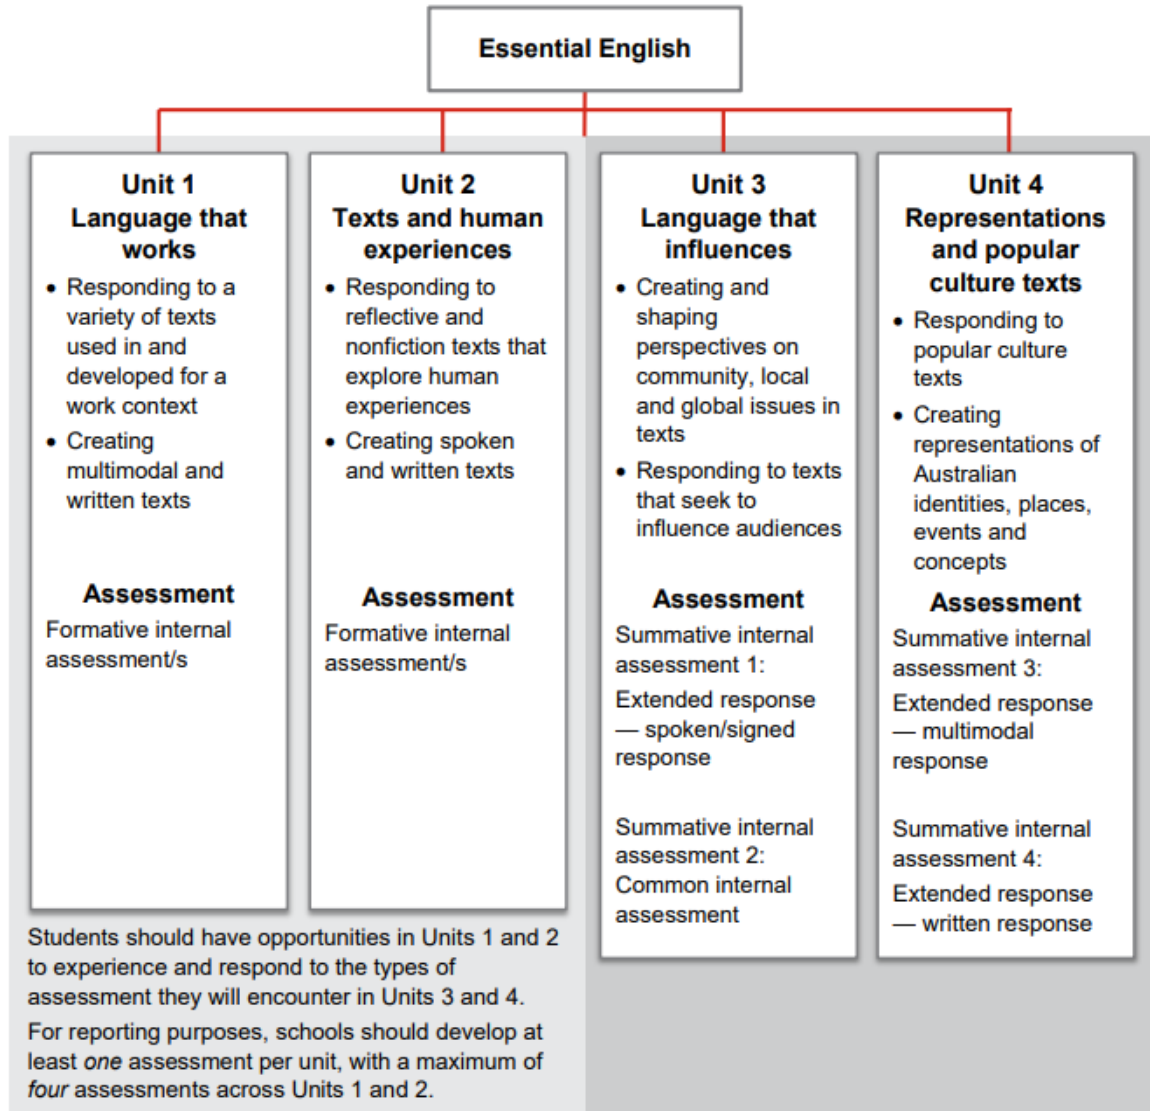 Essential English
Unit 1
Language that
works
• Responding to a
variety of texts
used in and
developed for a
work context
• Creating
multimodal and
written texts
Assessment
Formative internal
assessment/s
Unit 2
Texts and human
experiences
• Responding to
reflective and
nonfiction texts that
explore human
experiences
• Creating spoken
and written texts
Assessment
Formative internal
assessment/s
Students should have opportunities in Units 1 and 2
to experience and respond to the types of
assessment they will encounter in Units 3 and 4.
For reporting purposes, schools should develop at
least one assessment per unit, with a maximum of
four assessments across Units 1 and 2.
Unit 3
Language that
influences
• Creating and
shaping
perspectives on
community, local
and global issues in
texts
• Responding to texts
that seek to
influence audiences
Assessment
Summative internal
assessment 1:
Extended response
— spoken/signed
response
Summative internal
assessment 2:
Common internal
assessment
Unit 4
Representations
and popular
culture texts
• Responding to
popular culture
texts
• Creating
representations of
Australian
identities, places,
events and
concepts
Assessment
Summative internal
assessment 3:
Extended response
— multimodal
response
Summative internal
assessment 4:
Extended response
— written response